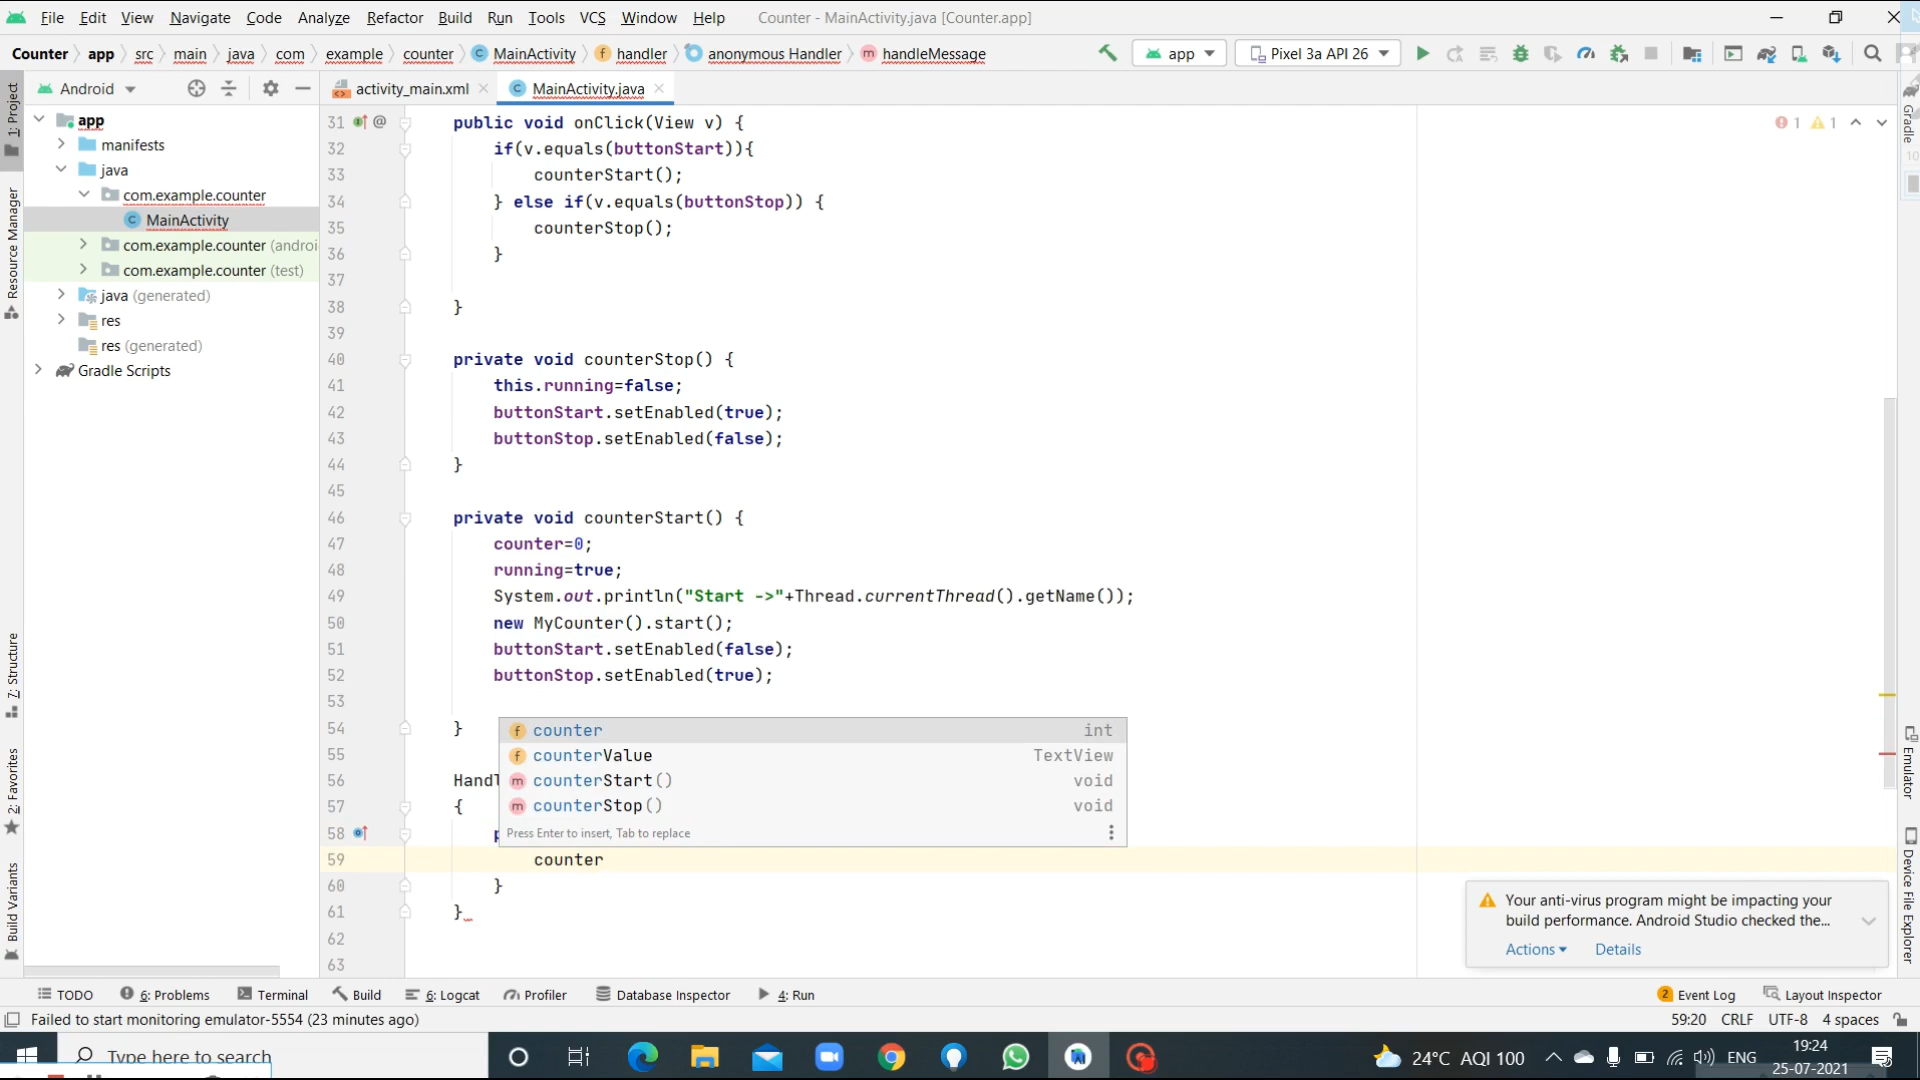 File Edit View Navigate Code Analyze Refactor Build Run Tools VCS Window Help Counter - MainActivity.java [Counter.app]
Counter app src main java com example counter MainActivity handler anonymous Handler handleMessage app Pixel 3a API 26
Android activity_main.xml MainActivity.java
1: Project
Resource Manager
7: Structure
2: Favorites
Build Variants
app
manifests
java
com.example.counter
MainActivity
com.example.counter (androi
com.example.counter (test)
java (generated)
res
res (generated)
Gradle Scripts
31 @ public void onClick(View v) {
32 if(v.equals(buttonStart)){
33 counterStart();
34 } else if(v.equals(buttonStop)) {
35 counterStop();
36 }
37
38 }
39
40 private void counterStop() {
41 this.running=false;
42 buttonStart.setEnabled(true);
43 buttonStop.setEnabled(false);
44 }
45
46 private void counterStart() {
47 counter=0;
48 running=true;
49 System.out.println("Start ->"+Thread.currentThread().getName());
50 new MyCounter().start();
51 buttonStart.setEnabled(false);
52 buttonStop.setEnabled(true);
53
54 }
55
56 Handl
57 {
58
59 counter
60 }
61 }
62
63
counter int
counterValue TextView
counterStart() void
counterStop() void
Press Enter to insert, Tab to replace
1 1
Gradle
10
Emulator
Device File Explorer
Your anti-virus program might be impacting your
build performance. Android Studio checked the...
Actions Details
TODO 6: Problems Terminal Build 6: Logcat Profiler Database Inspector 4: Run 2 Event Log Layout Inspector
Failed to start monitoring emulator-5554 (23 minutes ago) 59:20 CRLF UTF-8 4 spaces
Type here to search 24°C AQI 100 ENG 19:24
25-07-2021